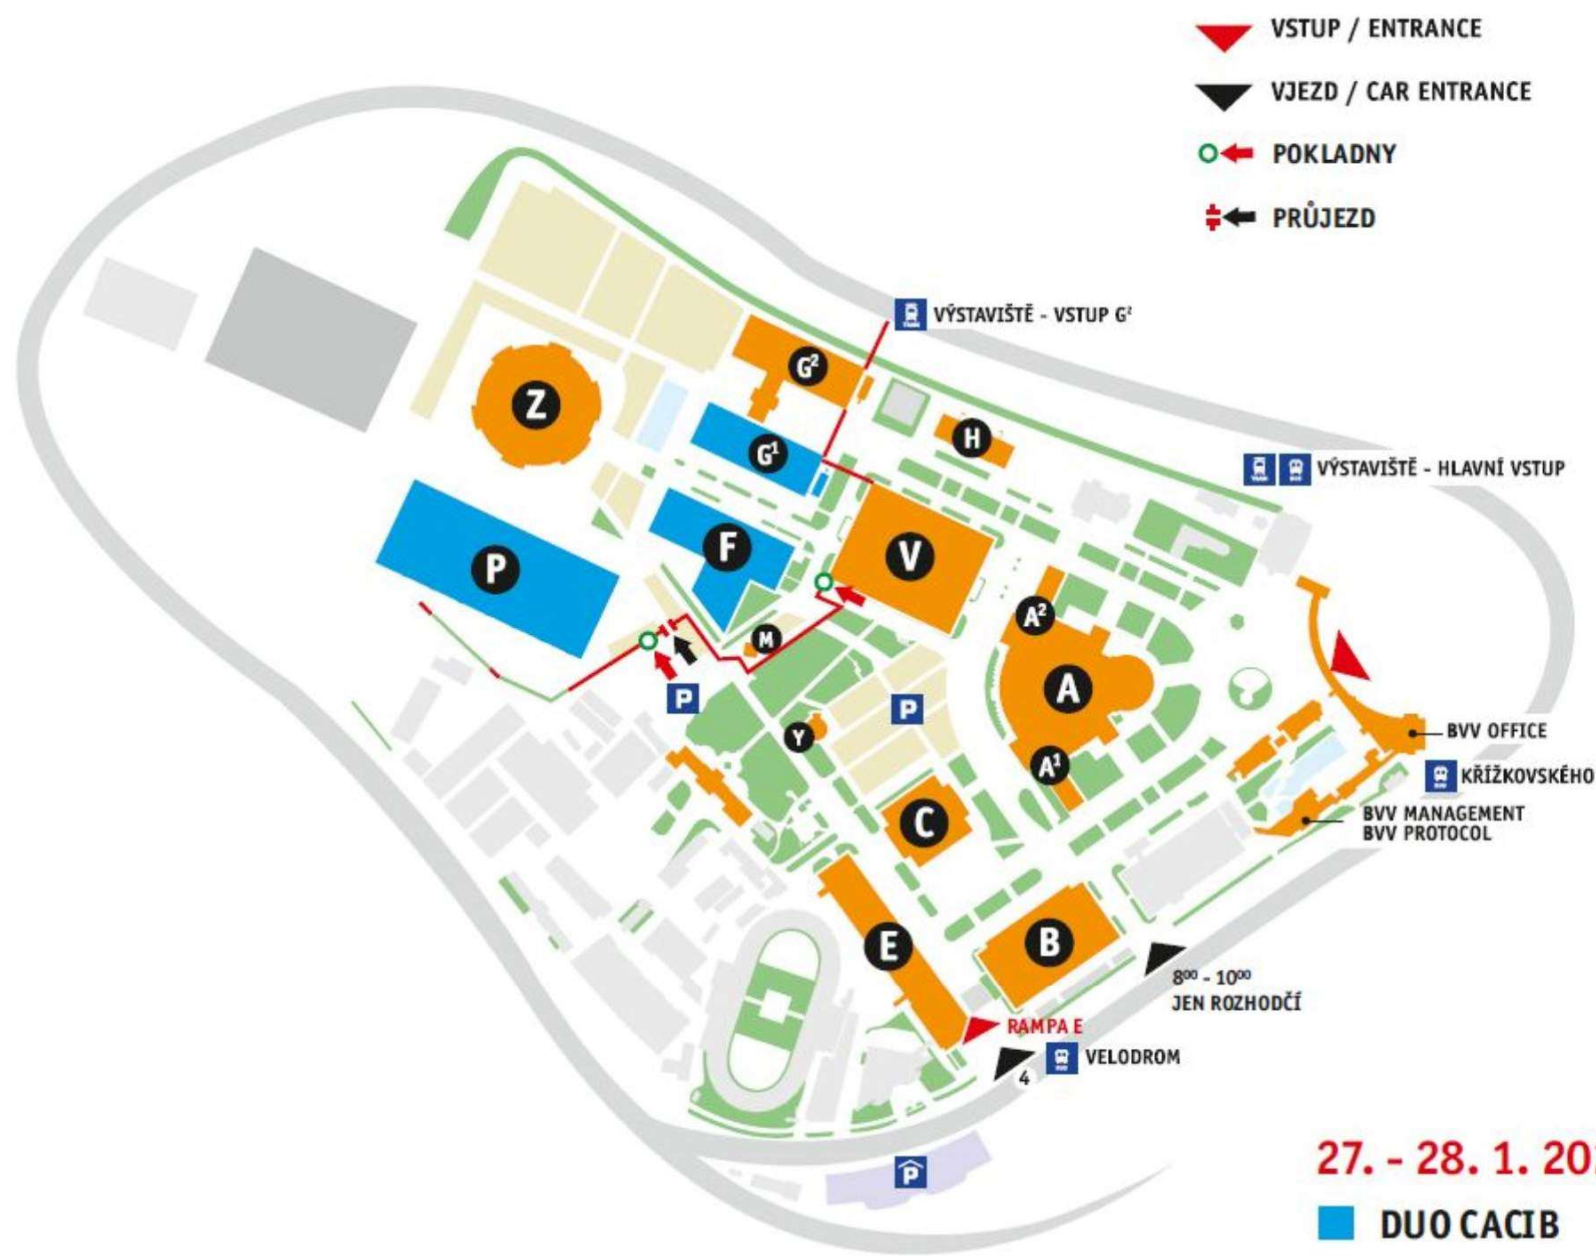 VSTUP / ENTRANCE
VJEZD / CAR ENTRANCE
POKLADNY
PRŮJEZD
VÝSTAVIŠTĚ - VSTUP G²
G²
Z
H
G¹
VÝSTAVIŠTĚ - HLAVNÍ VSTUP
F
V
P
A²
M
A
P
P
Y
BVV OFFICE
A¹
KŘÍŽKOVSKÉHO
BVV MANAGEMENT
BVV PROTOCOL
C
E
B
8⁰⁰ - 10⁰⁰
JEN ROZHODČÍ
RAMPA E
VELODROM
4
P
27. - 28. 1. 20
DUO CACIB